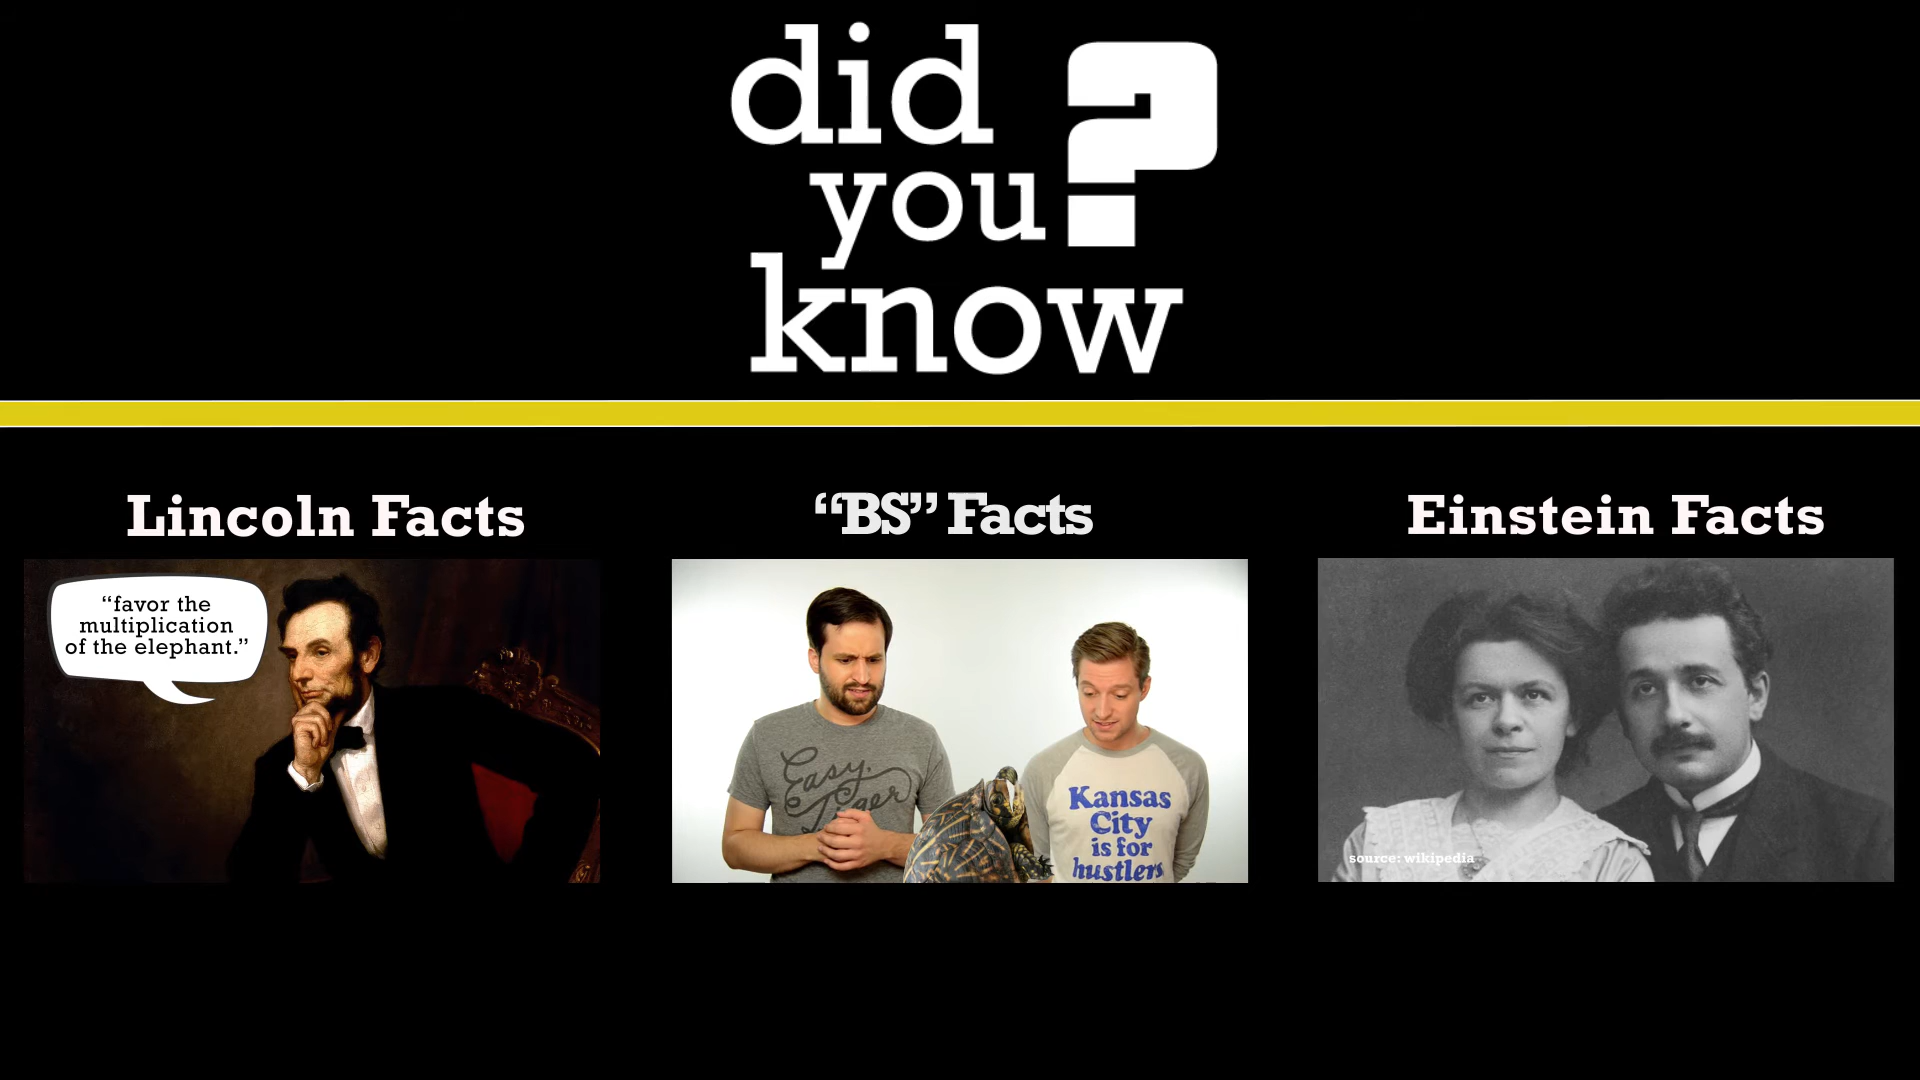 did
you
know?
Lincoln Facts
“BS” Facts
Einstein Facts
“favor the
multiplication
of the elephant.”
Easy,
Tiger
Kansas
City
is for
hustlers
source: wikipedia